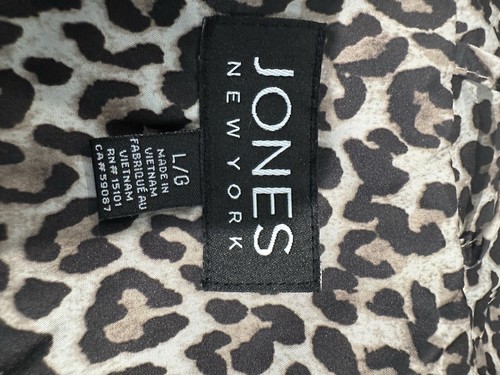 JONES
NEW YORK
L/G
MADE IN
VIETNAM
FABRIQUÉ AU
VIETNAM
RN# 15101
CA# 59087